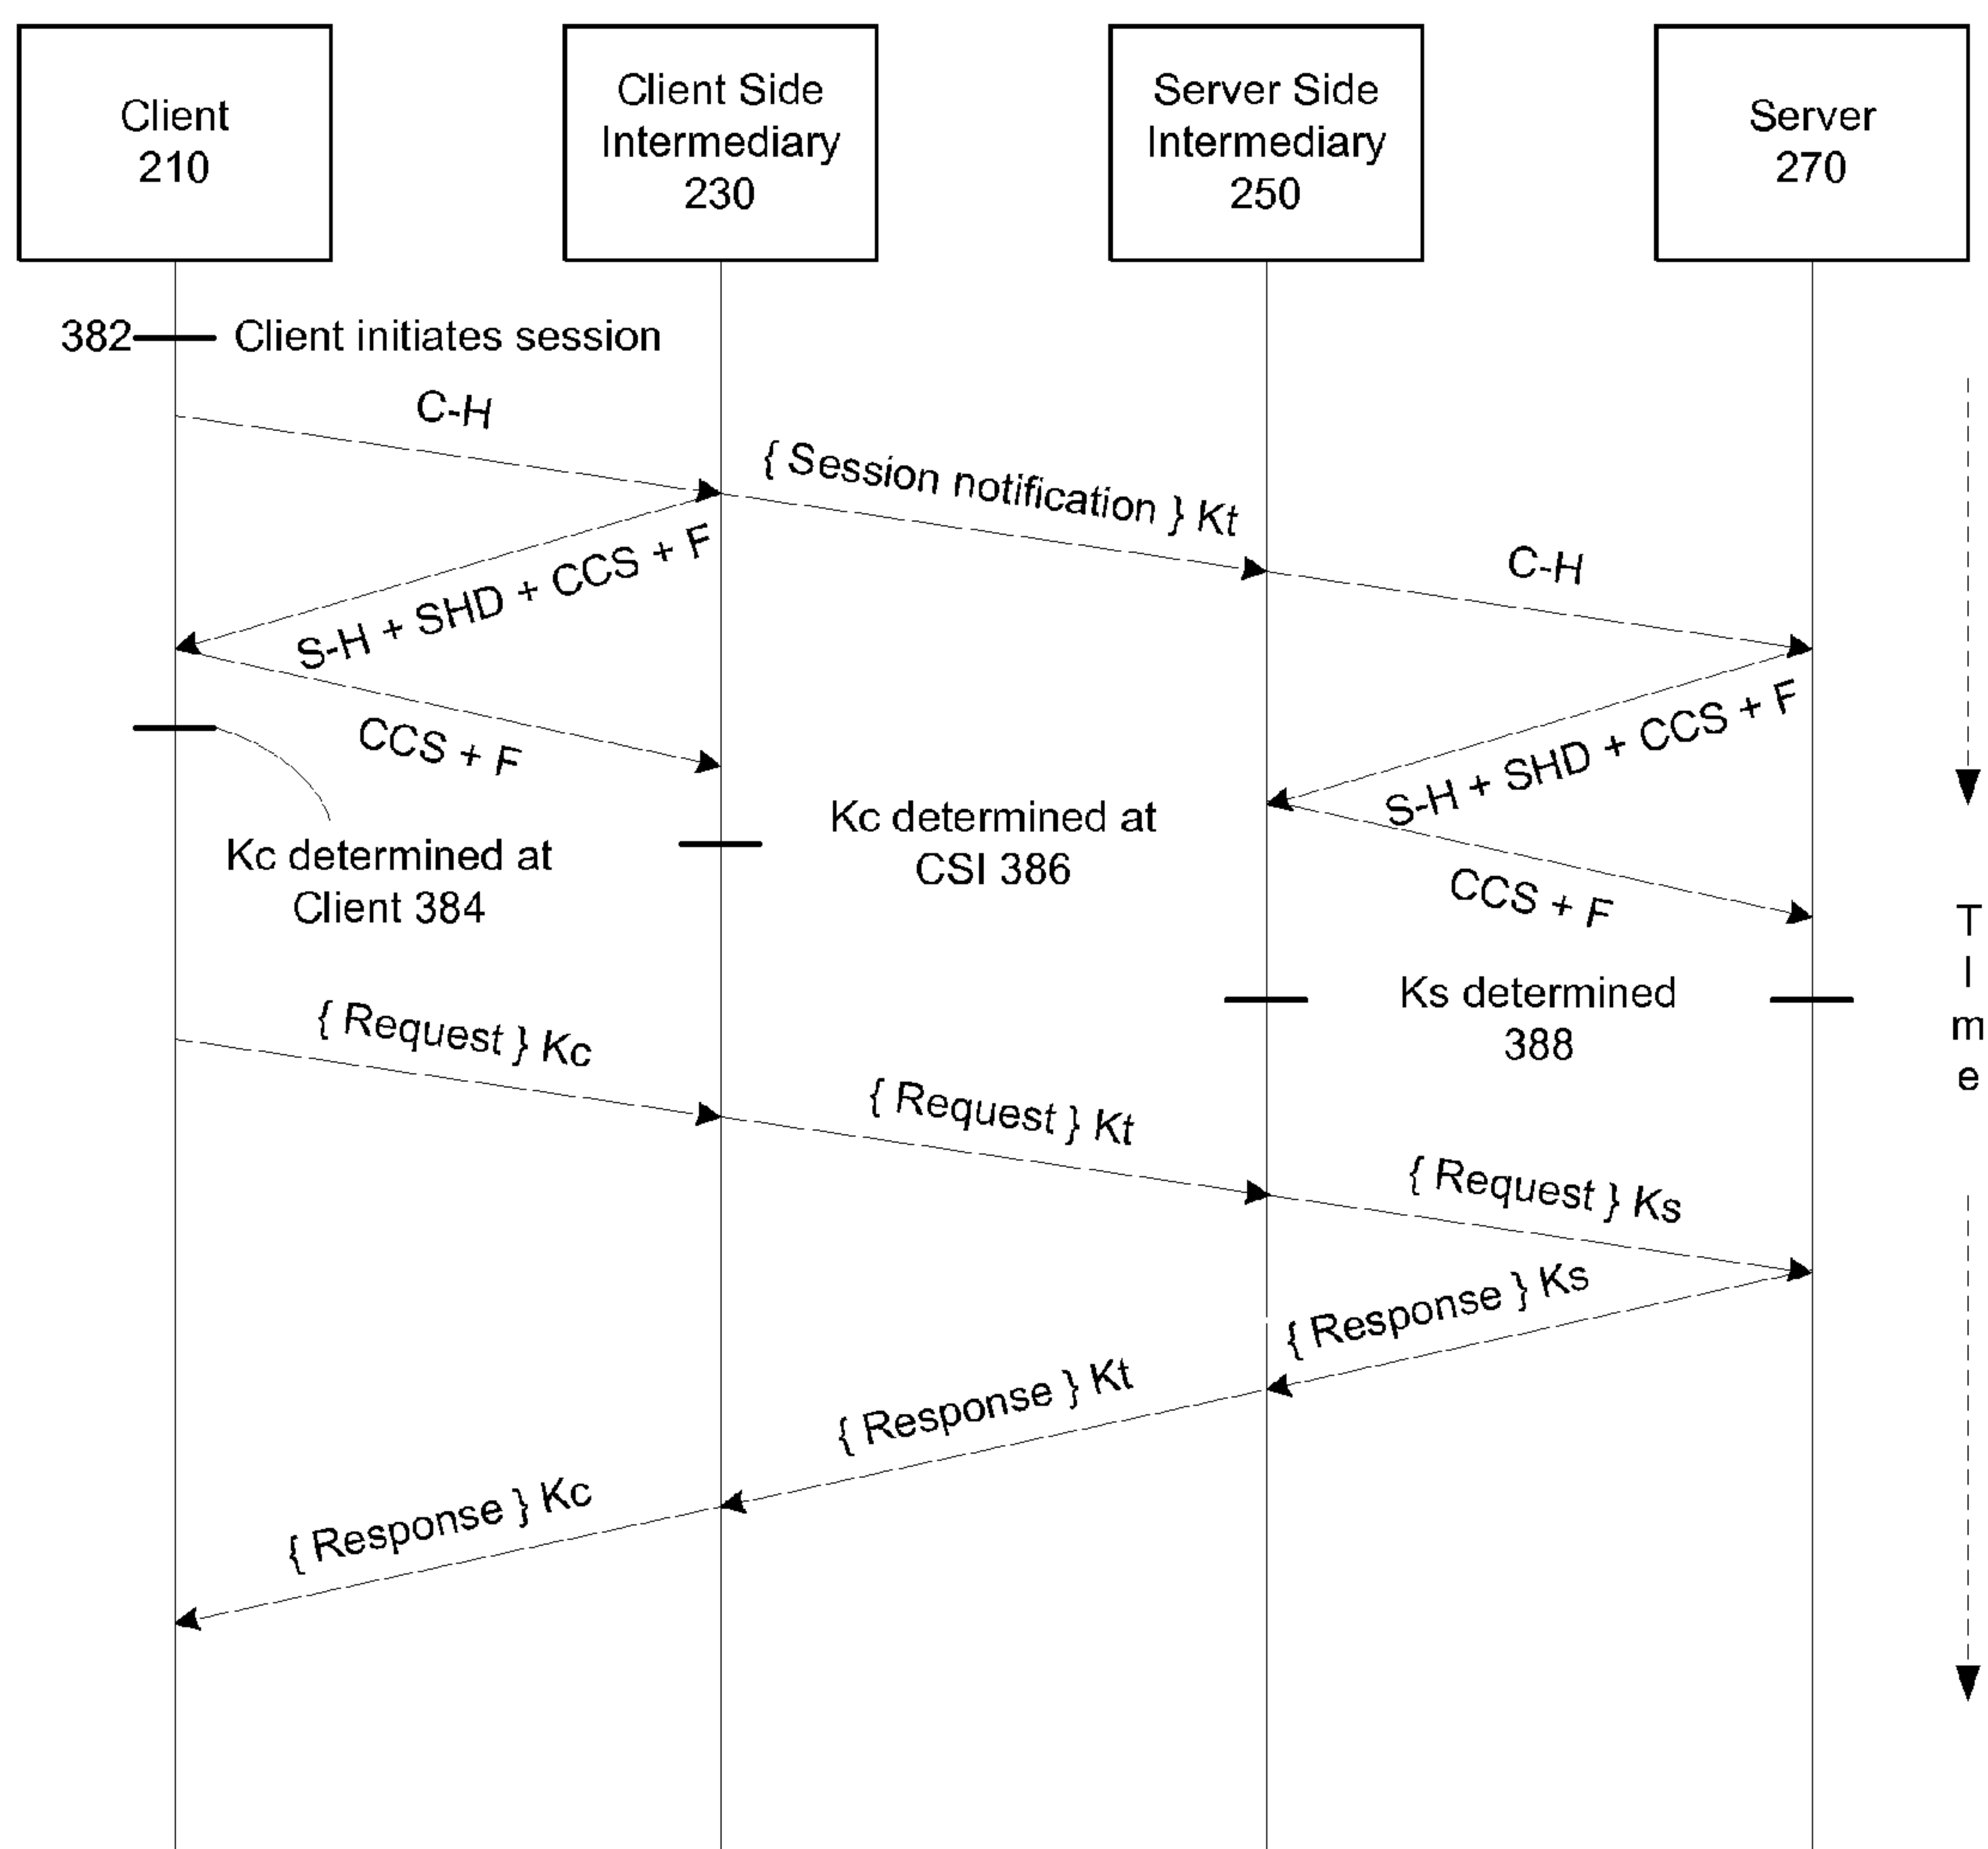 Client
210
Client Side
Intermediary
230
Server Side
Intermediary
250
Server
270
382
Client initiates session
C-H
{ Session notification } Kt
C-H
S-H + SHD + CCS + F
CCS + F
S-H + SHD + CCS + F
Kc determined at
Client 384
Kc determined at
CSI 386
CCS + F
Ks determined
388
T
I
m
e
{ Request } Kc
{ Request } Kt
{ Request } Ks
{ Response } Ks
{ Response } Kt
{ Response } Kc